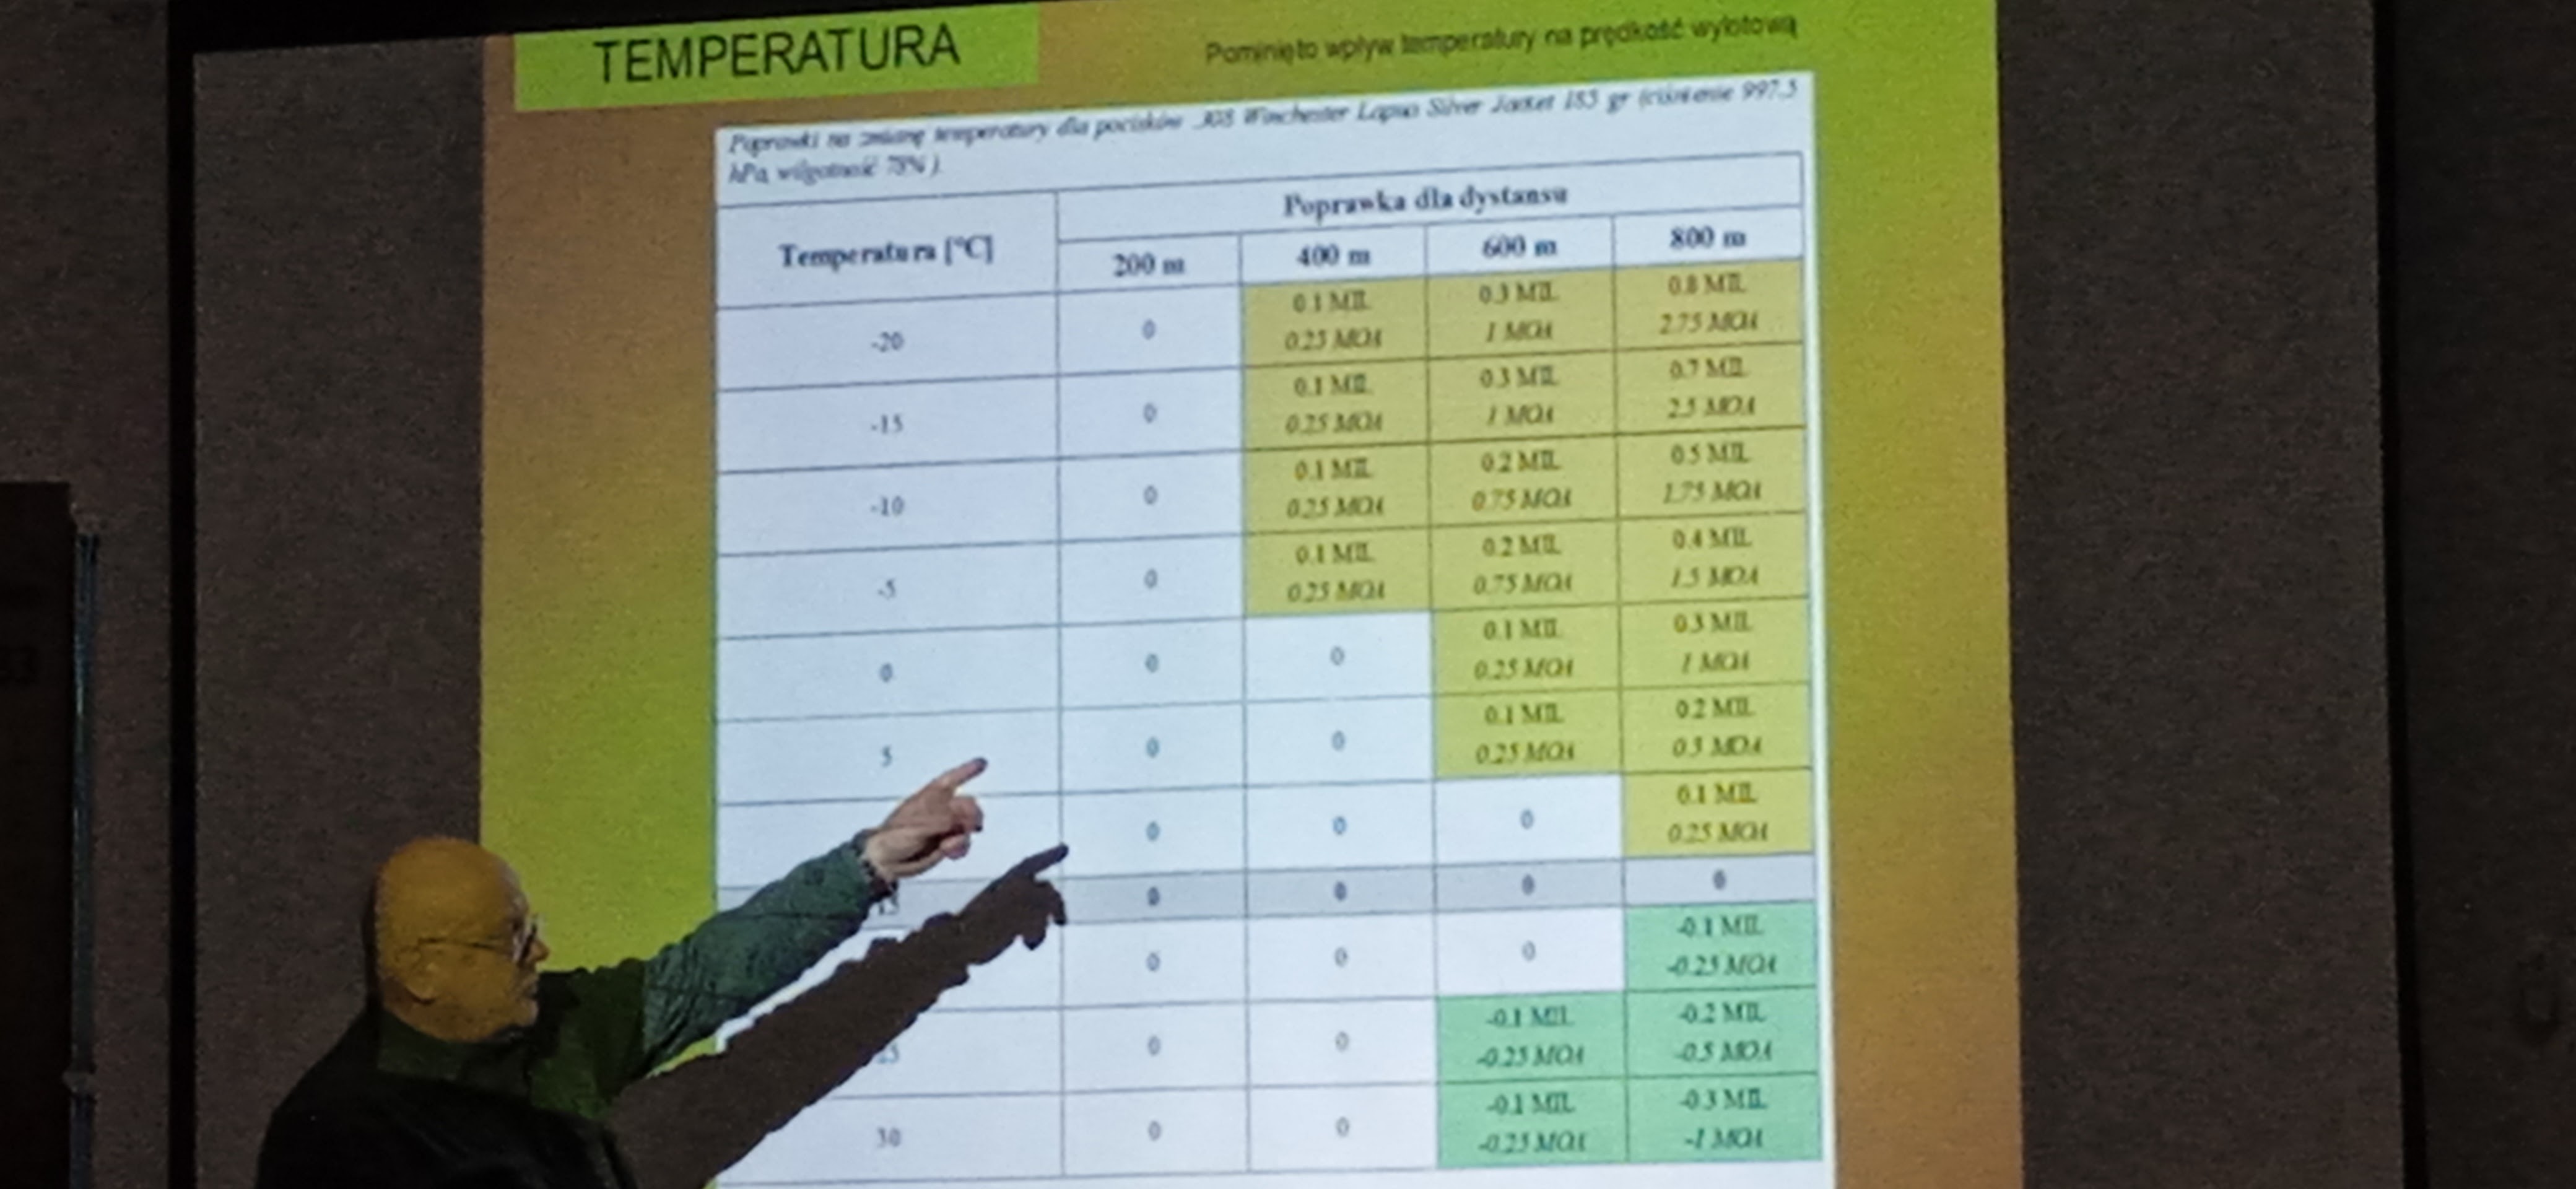 TEMPERATURA
Pominięto wpływ temperatury na prędkość wylotową
Poprawki na zmianę temperatury dla pocisków .308 Winchester Lapua Silver Jacket 185 gr (ciśnienie 997.5
hPa, wilgotność 78%).
Temperatura [°C]
Poprawka dla dystansu
200 m 400 m 600 m 800 m
-20 0 0.1 MIL 0.3 MIL 0.8 MIL
0.25 MOA 1 MOA 2.75 MOA
-15 0 0.1 MIL 0.3 MIL 0.7 MIL
0.25 MOA 1 MOA 2.5 MOA
-10 0 0.1 MIL 0.2 MIL 0.5 MIL
0.25 MOA 0.75 MOA 1.75 MOA
-5 0 0.1 MIL 0.2 MIL 0.4 MIL
0.25 MOA 0.75 MOA 1.5 MOA
0 0 0 0.1 MIL 0.3 MIL
0.25 MOA 1 MOA
5 0 0 0.1 MIL 0.2 MIL
0.25 MOA 0.5 MOA
0 0 0 0.1 MIL
0.25 MOA
15 0 0 0 0
0 0 0 -0.1 MIL
-0.25 MOA
0 0 -0.1 MIL -0.2 MIL
-0.25 MOA -0.5 MOA
30 0 0 -0.1 MIL -0.3 MIL
-0.25 MOA -1 MOA